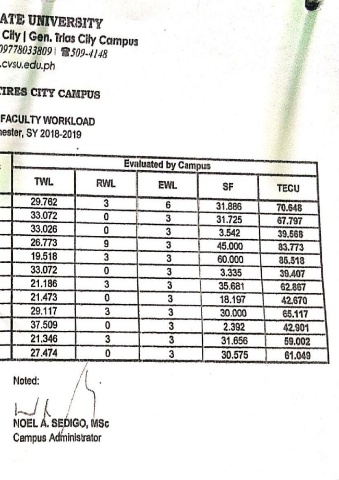 ATE UNIVERSITY
City | Gen. Trias City Campus
09778033809| ☎509-4148
.cvsu.edu.ph
TIRES CITY CAMPUS
FACULTY WORKLOAD
nester, SY 2018-2019
Evaluated by Campus
TWL RWL EWL SF TECU
29.762 3 6 31.886 70.648
33.072 0 3 31.725 67.797
33.026 0 3 3.542 39.568
26.773 9 3 45.000 83.773
19.518 3 3 60.000 85.518
33.072 0 3 3.335 39.407
21.186 3 3 35.681 62.867
21.473 0 3 18.197 42.670
29.117 3 3 30.000 65.117
37.509 0 3 2.392 42.901
21.346 3 3 31.656 59.002
27.474 0 3 30.575 61.049
Noted:
NOEL A. SEDIGO, MSc
Campus Administrator